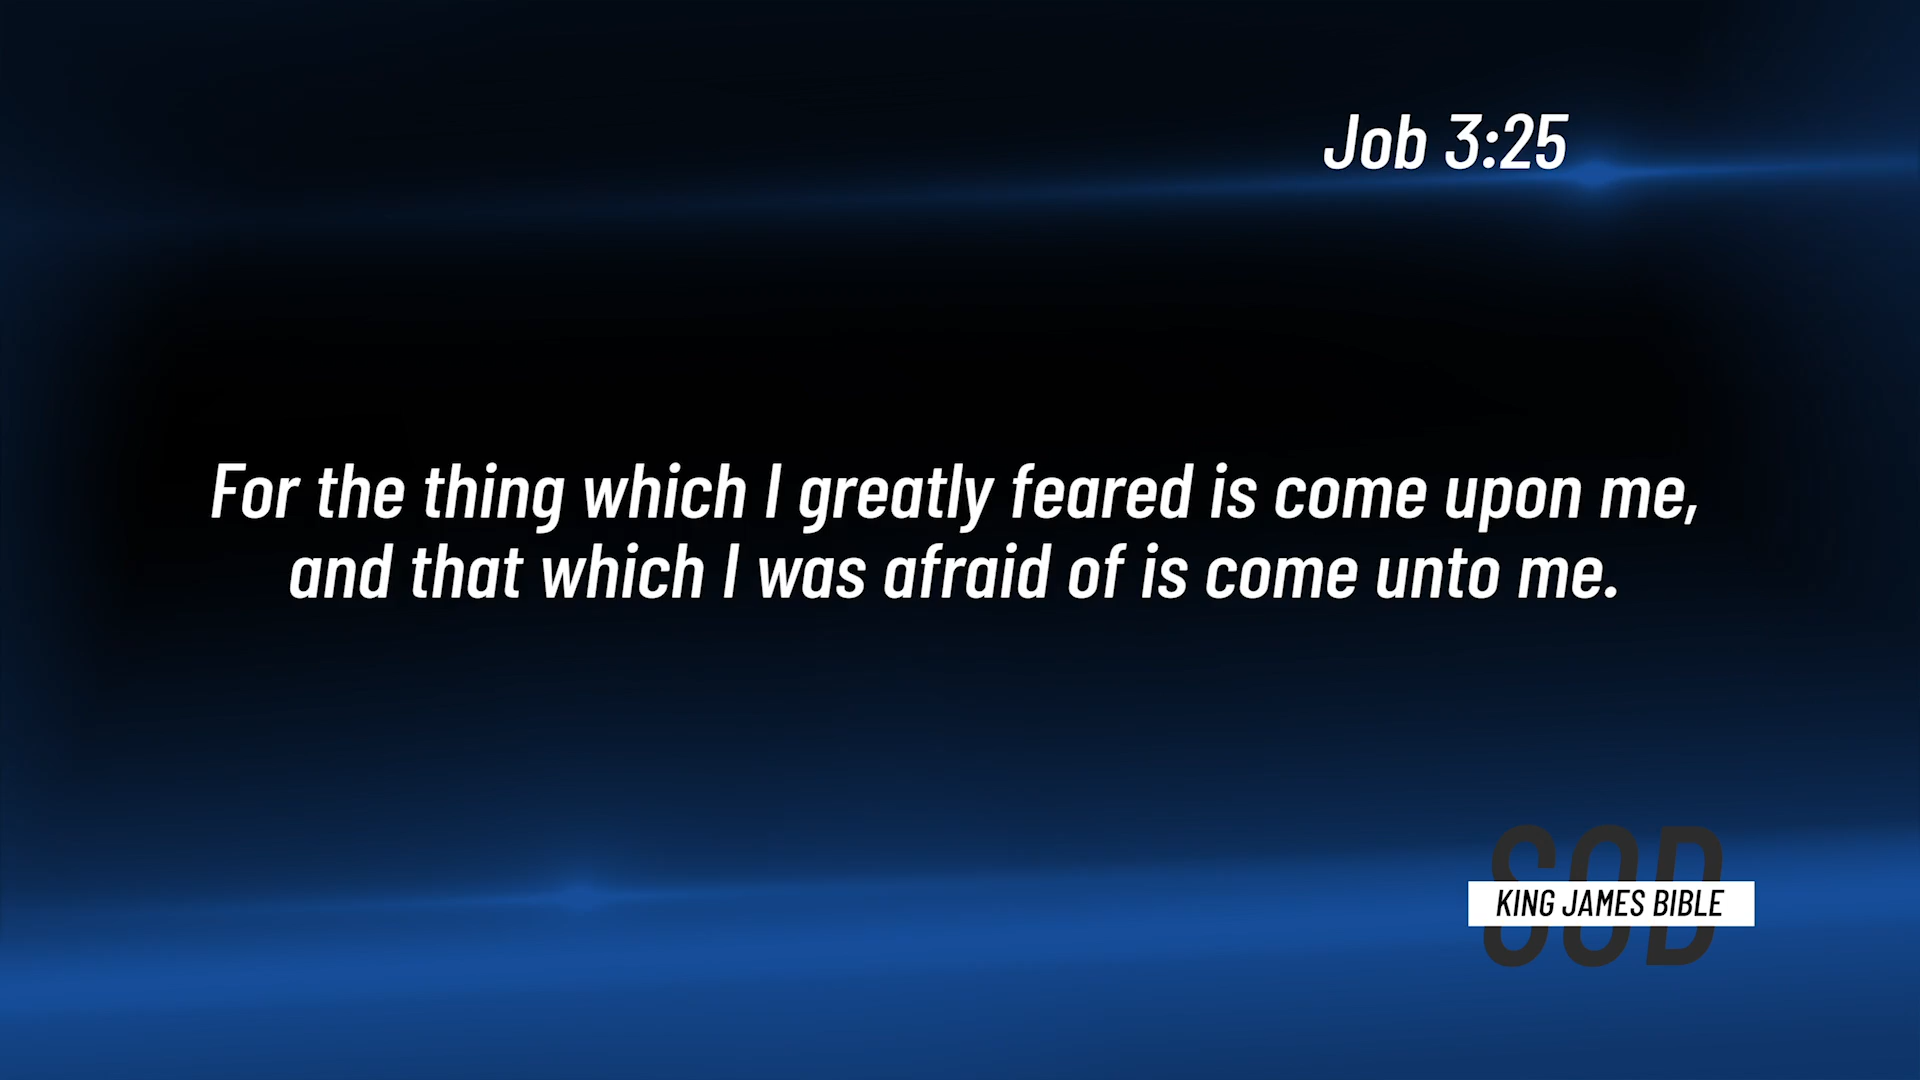 Job 3:25
For the thing which I greatly feared is come upon me,
and that which I was afraid of is come unto me.
SOD
KING JAMES BIBLE